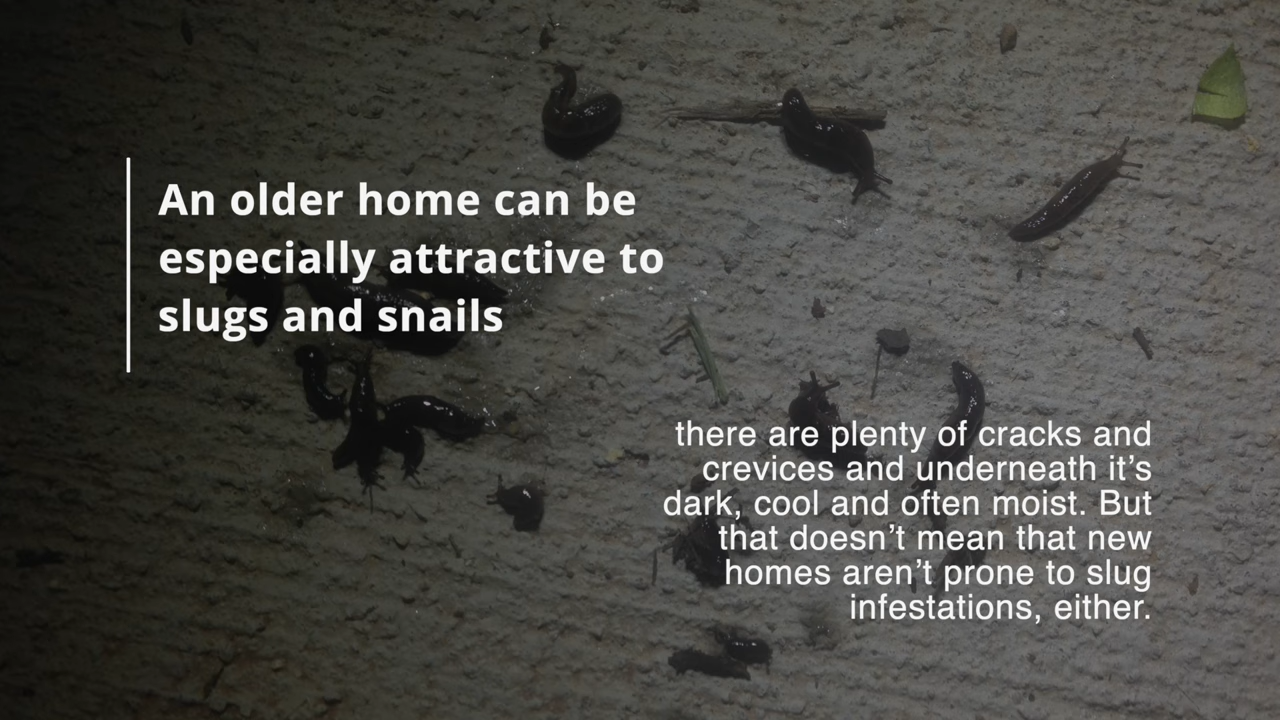 An older home can be
especially attractive to
slugs and snails
there are plenty of cracks and
crevices and underneath it’s
dark, cool and often moist. But
that doesn’t mean that new
homes aren’t prone to slug
infestations, either.